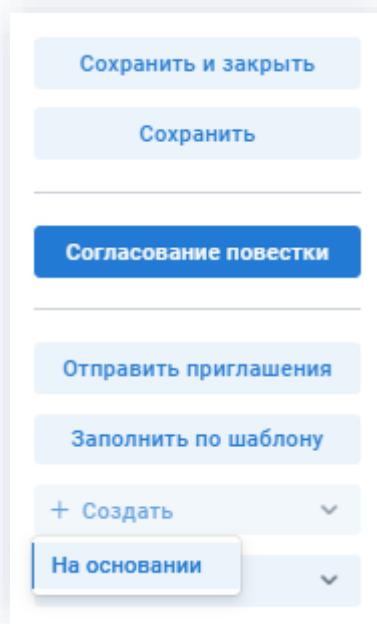 Сохранить и закрыть
Сохранить
Согласование повестки
Отправить приглашения
Заполнить по шаблону
+ Создать
На основании